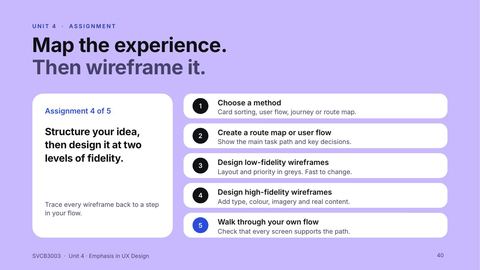 UNIT 4 · ASSIGNMENT
Map the experience.
Then wireframe it.
Assignment 4 of 5
Structure your idea,
then design it at two
levels of fidelity.
Trace every wireframe back to a step
in your flow.
1
Choose a method
Card sorting, user flow, journey or route map.
2
Create a route map or user flow
Show the main task path and key decisions.
3
Design low-fidelity wireframes
Layout and priority in greys. Fast to change.
4
Design high-fidelity wireframes
Add type, colour, imagery and real content.
5
Walk through your own flow
Check that every screen supports the path.
SVCB3003 · Unit 4 · Emphasis in UX Design
40